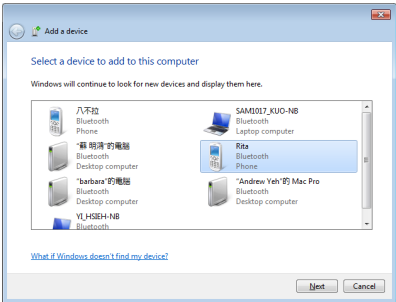 Add a device
Select a device to add to this computer
Windows will continue to look for new devices and display them here.
八不拉
Bluetooth
Phone
SAM1017_KUO-NB
Bluetooth
Laptop computer
"蘇 明鴻"的電腦
Bluetooth
Desktop computer
Rita
Bluetooth
Phone
"barbara"的電腦
Bluetooth
Desktop computer
"Andrew Yeh"的 Mac Pro
Bluetooth
Desktop computer
YI_HSIEH-NB
Bluetooth
What if Windows doesn't find my device?
Next
Cancel